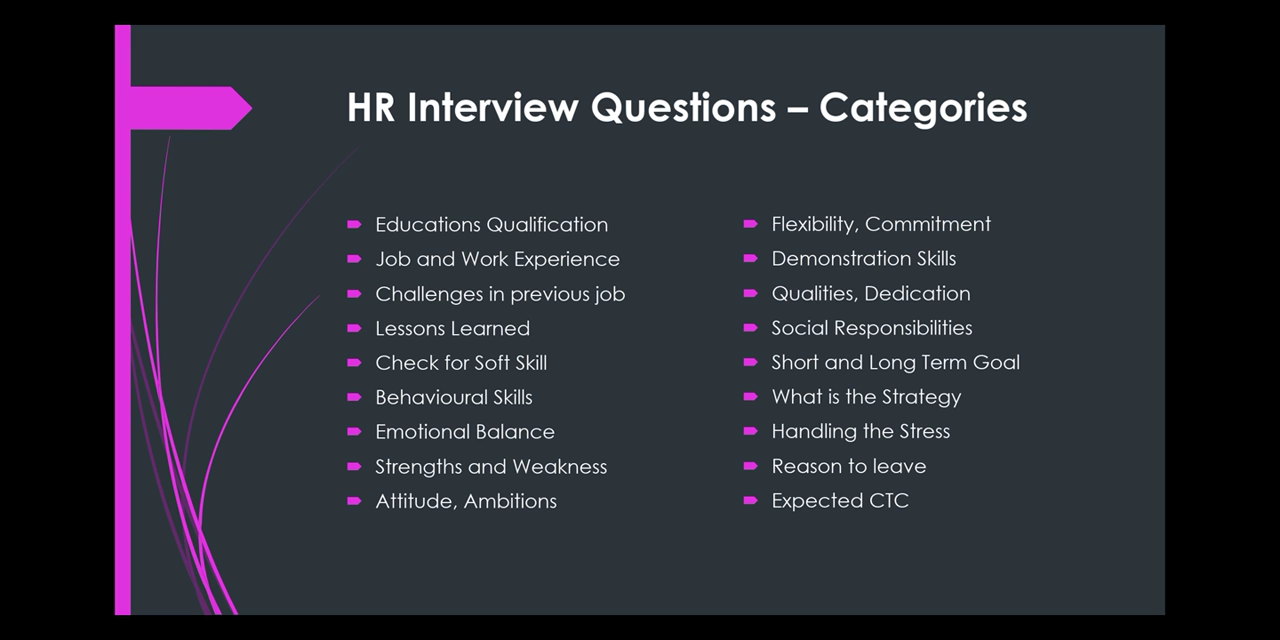 HR Interview Questions – Categories
Educations Qualification
Job and Work Experience
Challenges in previous job
Lessons Learned
Check for Soft Skill
Behavioural Skills
Emotional Balance
Strengths and Weakness
Attitude, Ambitions
Flexibility, Commitment
Demonstration Skills
Qualities, Dedication
Social Responsibilities
Short and Long Term Goal
What is the Strategy
Handling the Stress
Reason to leave
Expected CTC